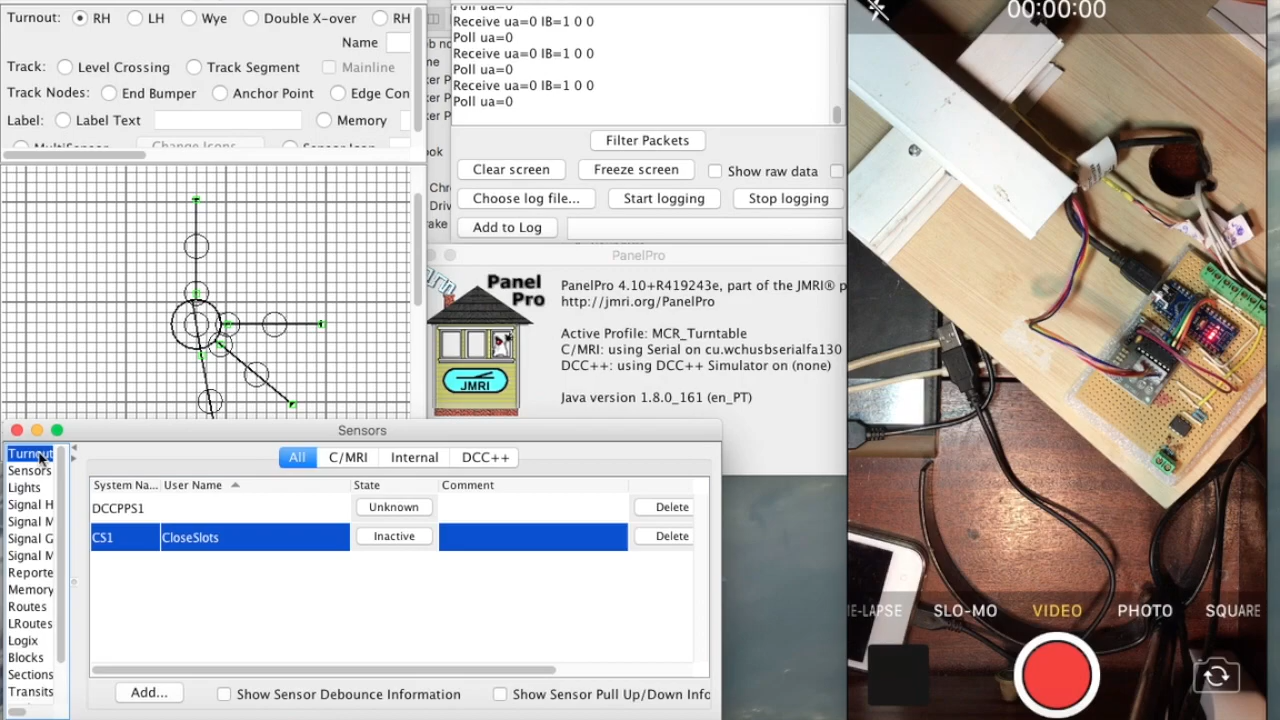 Turnout: RH LH Wye Double X-over RH
Name
Track: Level Crossing Track Segment Mainline
Track Nodes: End Bumper Anchor Point Edge Con
Label: Label Text Memory
Receive ua=0 IB=1 0 0
Poll ua=0
Receive ua=0 IB=1 0 0
Poll ua=0
Receive ua=0 IB=1 0 0
Poll ua=0
Filter Packets
Clear screen Freeze screen Show raw data
Choose log file... Start logging Stop logging
Add to Log
PanelPro
Panel
Pro
JMRI
PanelPro 4.10+R419243e, part of the JMRI® p
http://jmri.org/PanelPro
Active Profile: MCR_Turntable
C/MRI: using Serial on cu.wchusbserialfa130
DCC++: using DCC++ Simulator on (none)
Java version 1.8.0_161 (en_PT)
Sensors
Turnout
Sensors
Lights
Signal H
Signal M
Signal G
Signal M
Reporte
Memory
Routes
LRoutes
Logix
Blocks
Sections
Transits
All C/MRI Internal DCC++
System Na... User Name State Comment
DCCPPS1 Unknown Delete
CS1 CloseSlots Inactive Delete
Add... Show Sensor Debounce Information Show Sensor Pull Up/Down Info
00:00:00
E-LAPSE SLO-MO VIDEO PHOTO SQUARE